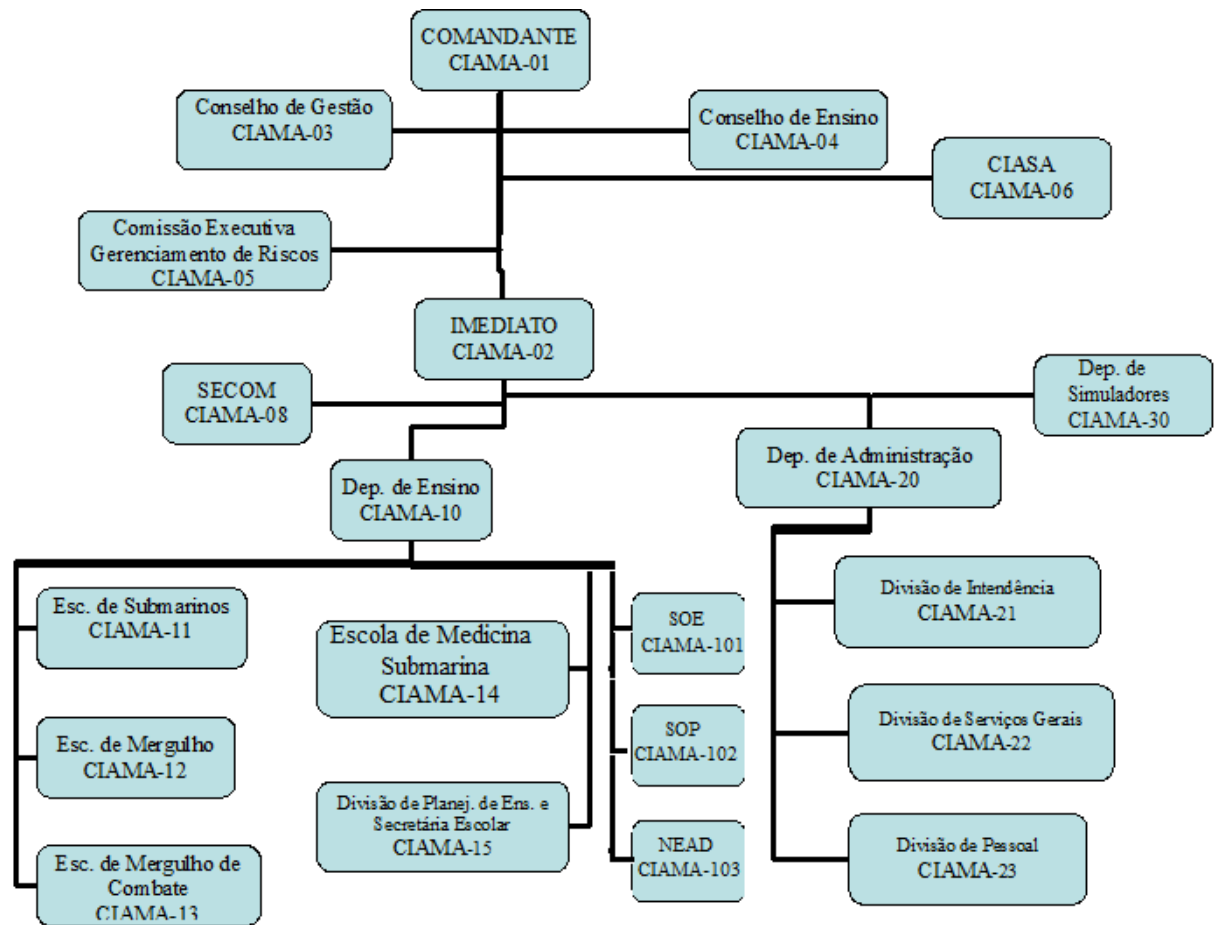 COMANDANTE
CIAMA-01
Conselho de Gestão
CIAMA-03
Conselho de Ensino
CIAMA-04
CIASA
CIAMA-06
Comissão Executiva
Gerenciamento de Riscos
CIAMA-05
IMEDIATO
CIAMA-02
SECOM
CIAMA-08
Dep. de
Simuladores
CIAMA-30
Dep. de Administração
CIAMA-20
Dep. de Ensino
CIAMA-10
Esc. de Submarinos
CIAMA-11
Esc. de Mergulho
CIAMA-12
Esc. de Mergulho de
Combate
CIAMA-13
Escola de Medicina
Submarina
CIAMA-14
Divisão de Planej. de Ens. e
Secretária Escolar
CIAMA-15
SOE
CIAMA-101
SOP
CIAMA-102
NEAD
CIAMA-103
Divisão de Intendência
CIAMA-21
Divisão de Serviços Gerais
CIAMA-22
Divisão de Pessoal
CIAMA-23